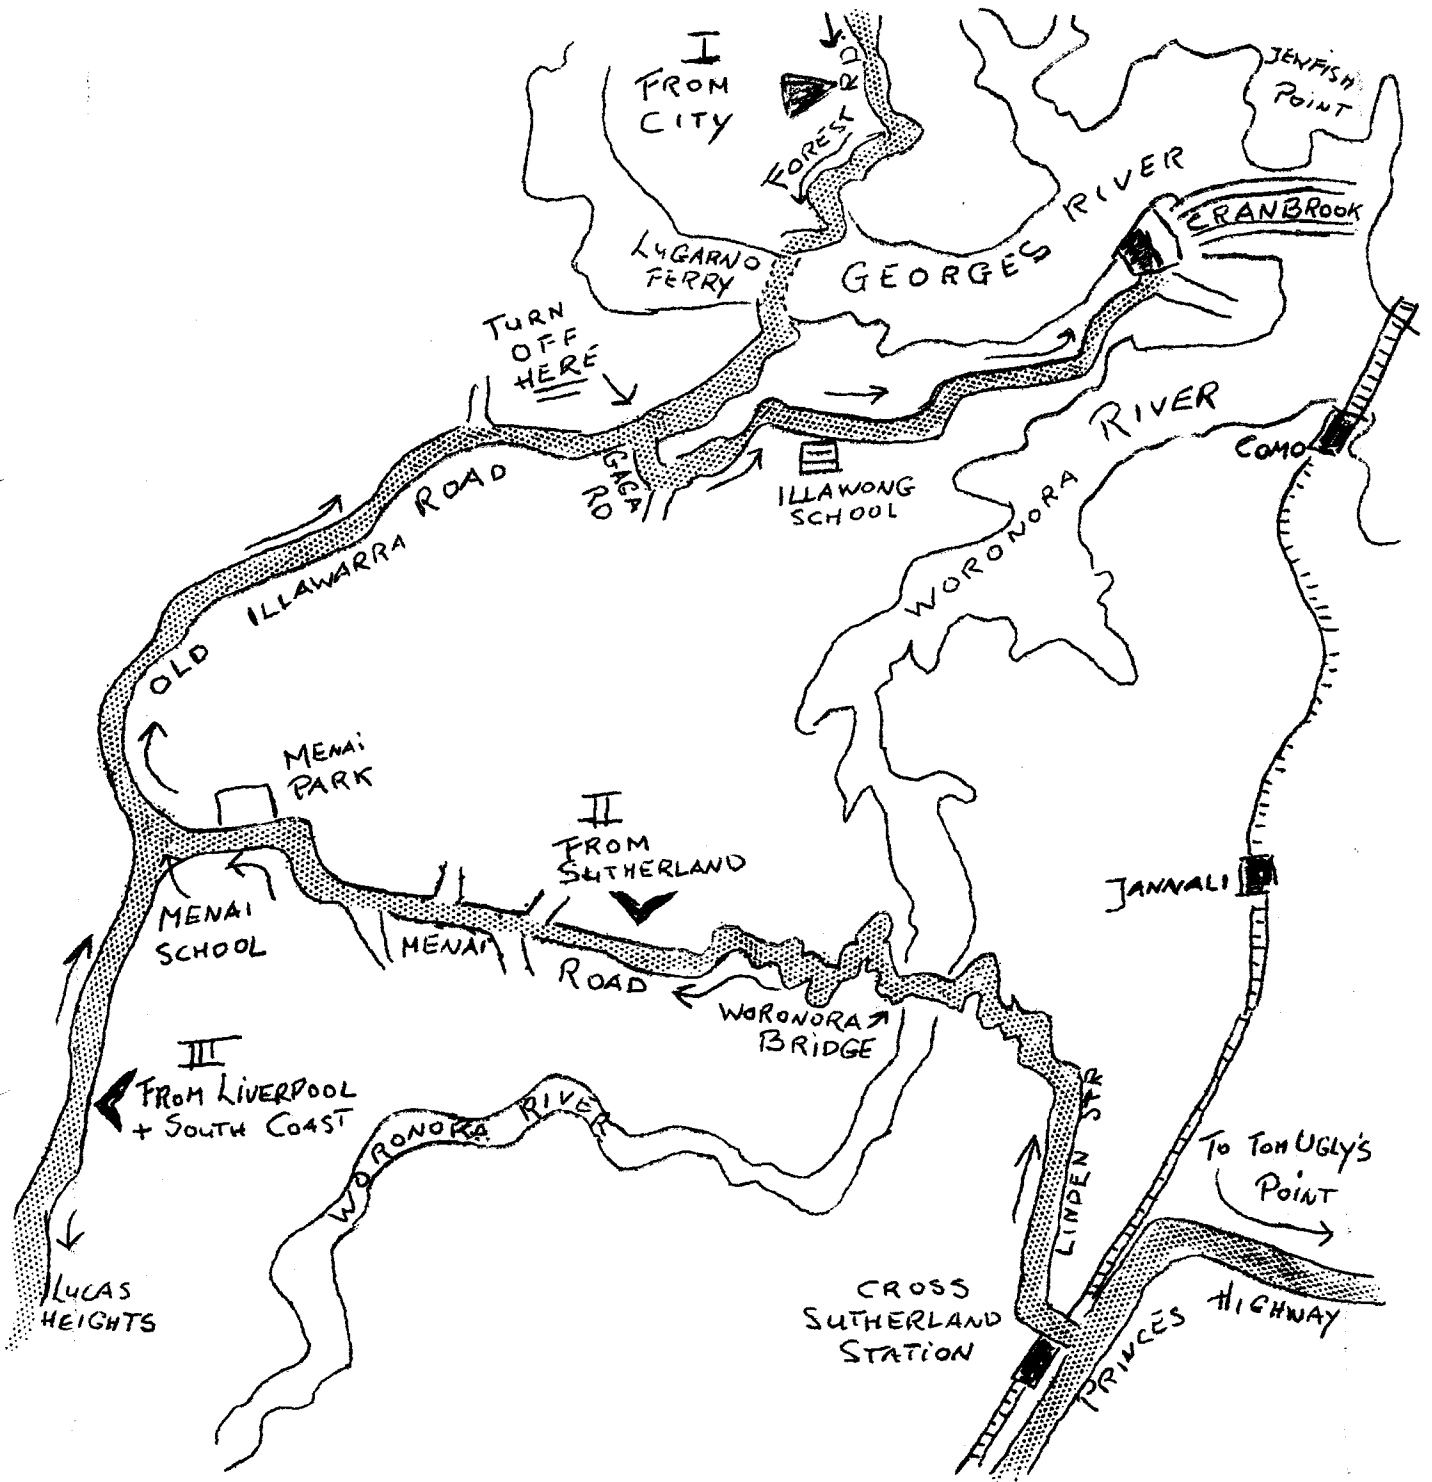 I
FROM
CITY
FOREST RD.
JEWFISH
POINT
GEORGES RIVER
CRANBROOK
LUGARNO
FERRY
TURN
OFF
HERE
GAGA
RD
ILLAWONG
SCHOOL
WORONORA RIVER
COMO
OLD ILLAWARRA ROAD
MENAI
PARK
II
FROM
SUTHERLAND
JANNALI
MENAI
SCHOOL
MENAI ROAD
WORONORA
BRIDGE
III
FROM LIVERPOOL
+ SOUTH COAST
WORONORA RIVER
LINDEN STR
TO TOM UGLY'S
POINT
LUCAS
HEIGHTS
CROSS
SUTHERLAND
STATION
PRINCES HIGHWAY